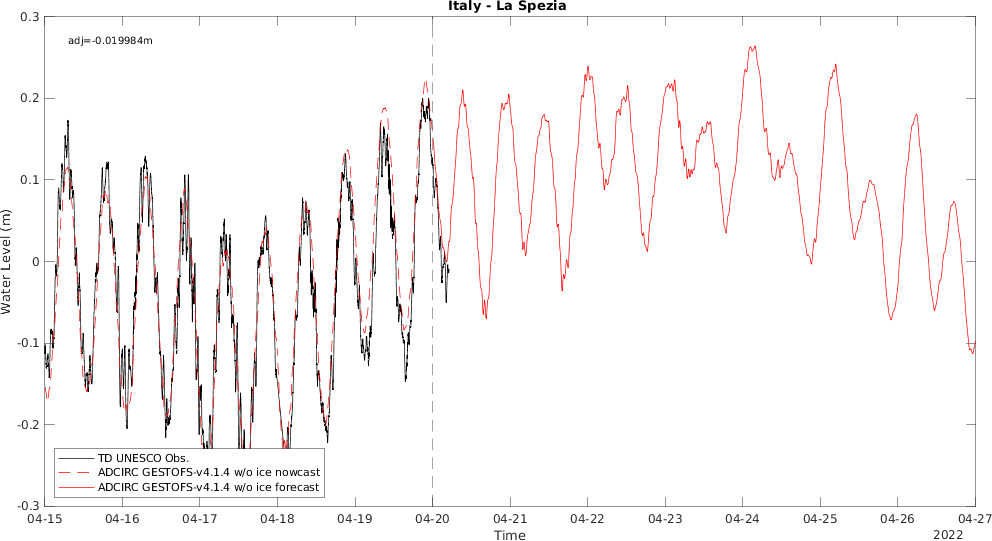 Italy - La Spezia
adj=-0.019984m
Water Level (m)
0.3
0.2
0.1
0
-0.1
-0.2
-0.3
TD UNESCO Obs.
ADCIRC GESTOFS-v4.1.4 w/o ice nowcast
ADCIRC GESTOFS-v4.1.4 w/o ice forecast
04-15 04-16 04-17 04-18 04-19 04-20 04-21 04-22 04-23 04-24 04-25 04-26 04-27
Time
2022